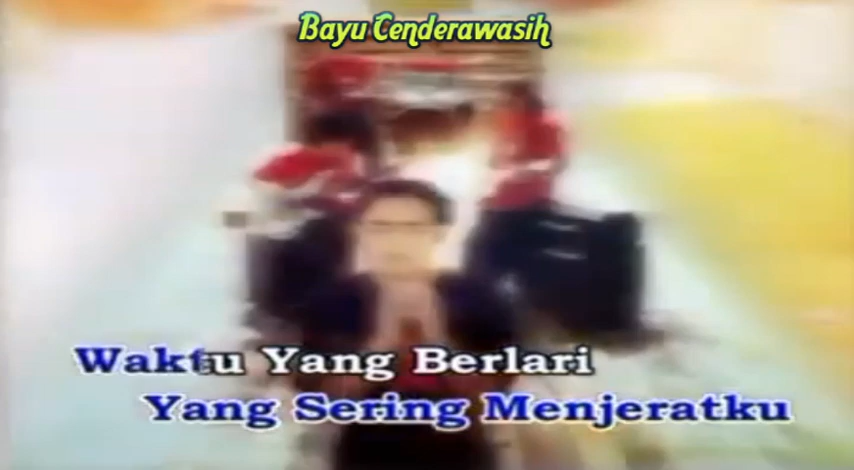 Bayu Cenderawasih
Waktu Yang Berlari
Yang Sering Menjeratku